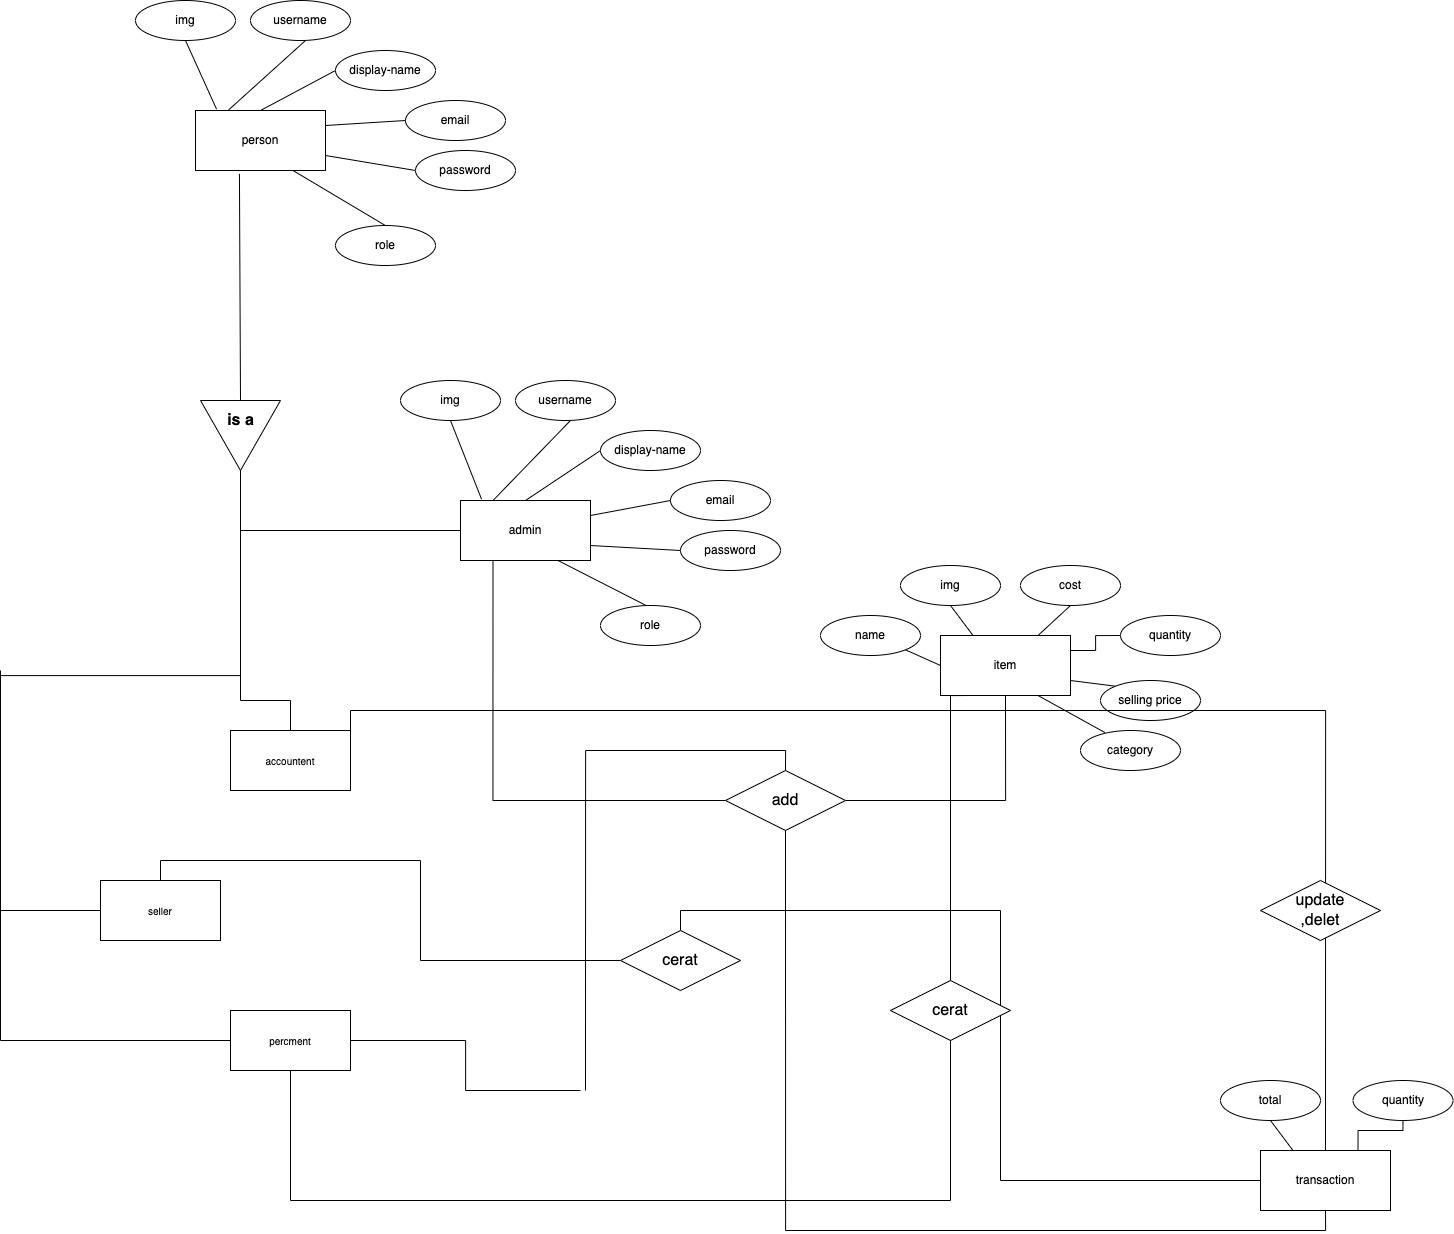 img
username
display-name
email
person
password
role
is a
img
username
display-name
email
admin
password
role
img
cost
name
quantity
item
selling price
category
accountent
add
seller
update
,delet
cerat
cerat
percment
total
quantity
transaction